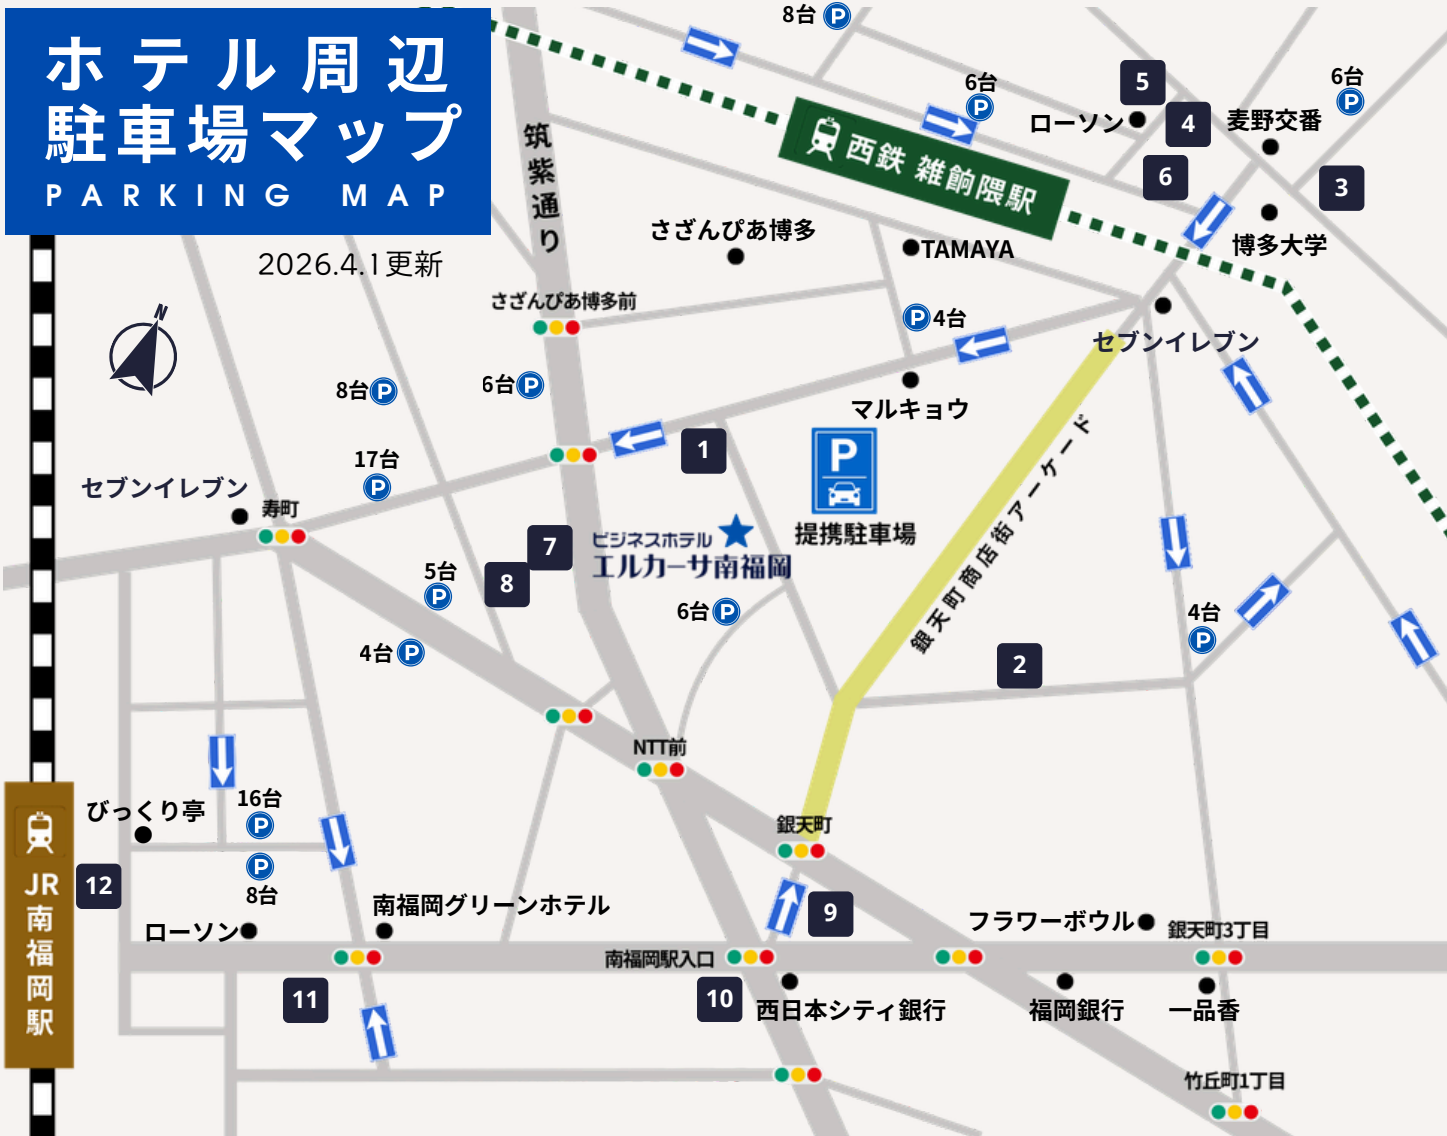 ホテル周辺
駐車場マップ
PARKING MAP
2026.4.1更新
N
筑紫通り
8台
P
6台
P
5
ローソン
4
6
麦野交番
6台
P
3
博多大学
西鉄 雑餉隈駅
さざんぴあ博多
TAMAYA
さざんぴあ博多前
P
4台
セブンイレブン
8台
P
6台
P
マルキョウ
1
P
提携駐車場
17台
P
セブンイレブン
寿町
7
8
ビジネスホテル
エルカーサ南福岡
銀天町商店街アーケード
5台
P
6台
P
4台
P
4台
P
2
NTT前
16台
P
びっくり亭
銀天町
JR南福岡駅
12
P
8台
南福岡グリーンホテル
9
ローソン
フラワーボウル
銀天町3丁目
南福岡駅入口
11
10
西日本シティ銀行
福岡銀行
一品香
竹丘町1丁目